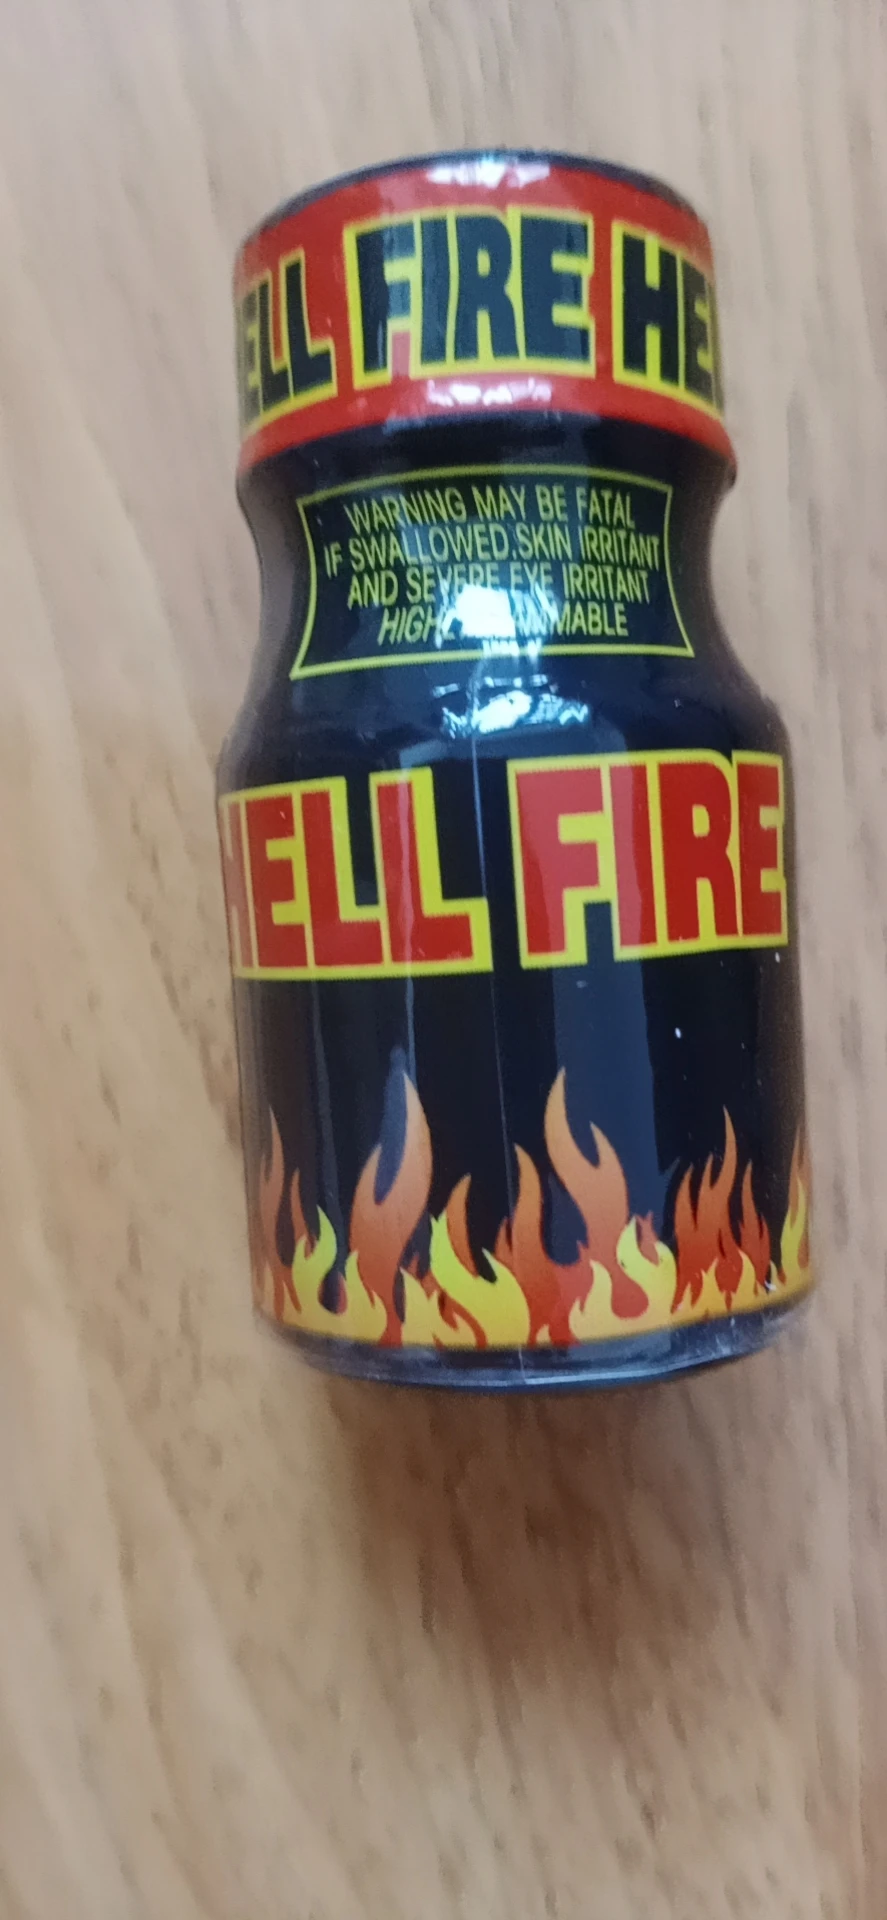 ELL FIRE HE
WARNING MAY BE FATAL
IF SWALLOWED.SKIN IRRITANT
AND SEVERE EYE IRRITANT
HELL FIRE